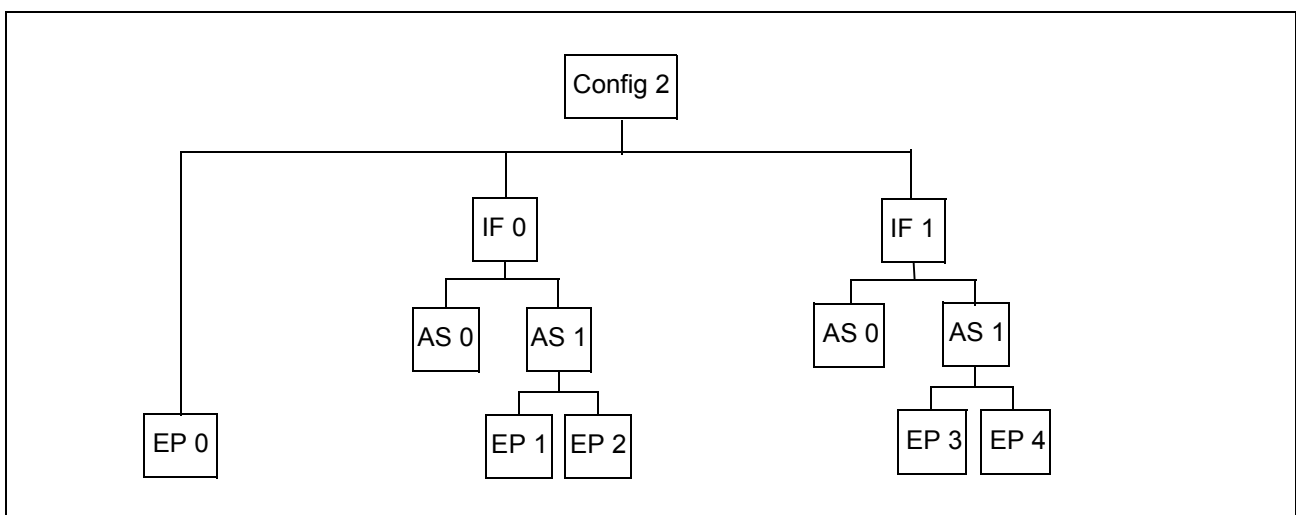 Config 2
IF 0
IF 1
AS 0
AS 1
AS 0
AS 1
EP 0
EP 1
EP 2
EP 3
EP 4